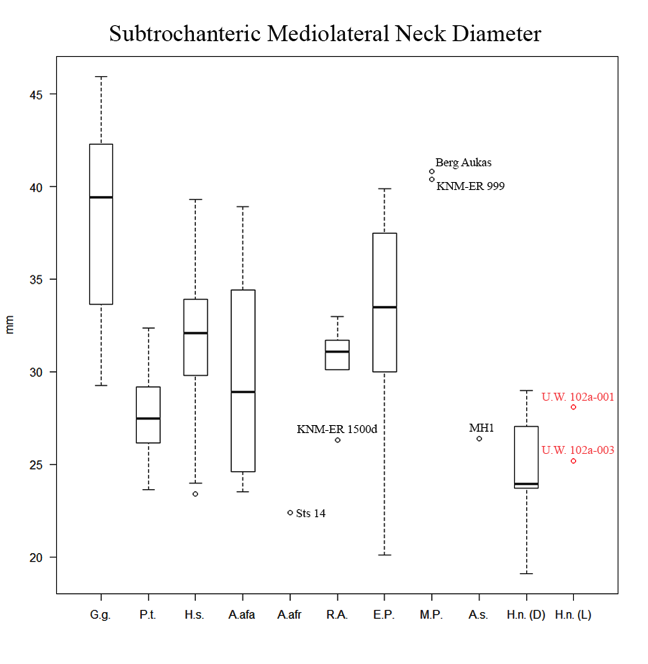 Subtrochanteric Mediolateral Neck Diameter
45
40
35
30
25
20
mm
Berg Aukas
KNM-ER 999
U.W. 102a-001
KNM-ER 1500d
MH1
U.W. 102a-003
Sts 14
G.g. P.t. H.s. A.afa A.afr R.A. E.P. M.P. A.s. H.n. (D) H.n. (L)